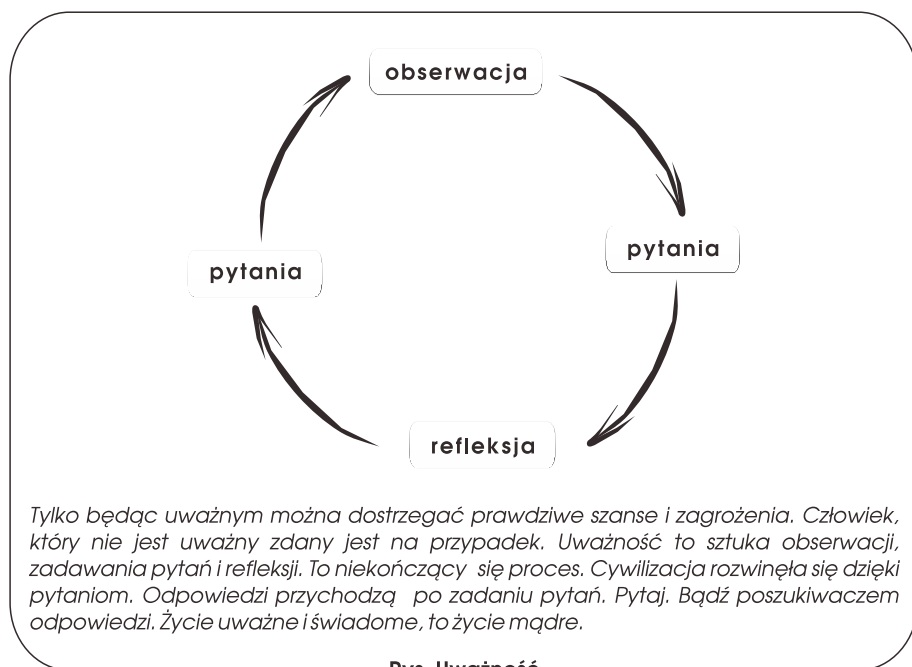 obserwacja
pytania
pytania
refleksja
Tylko będąc uważnym można dostrzegać prawdziwe szanse i zagrożenia. Człowiek,
który nie jest uważny zdany jest na przypadek. Uważność to sztuka obserwacji,
zadawania pytań i refleksji. To niekończący się proces. Cywilizacja rozwinęła się dzięki
pytaniom. Odpowiedzi przychodzą po zadaniu pytań. Pytaj. Bądź poszukiwaczem
odpowiedzi. Życie uważne i świadome, to życie mądre.
Rys. Uważność